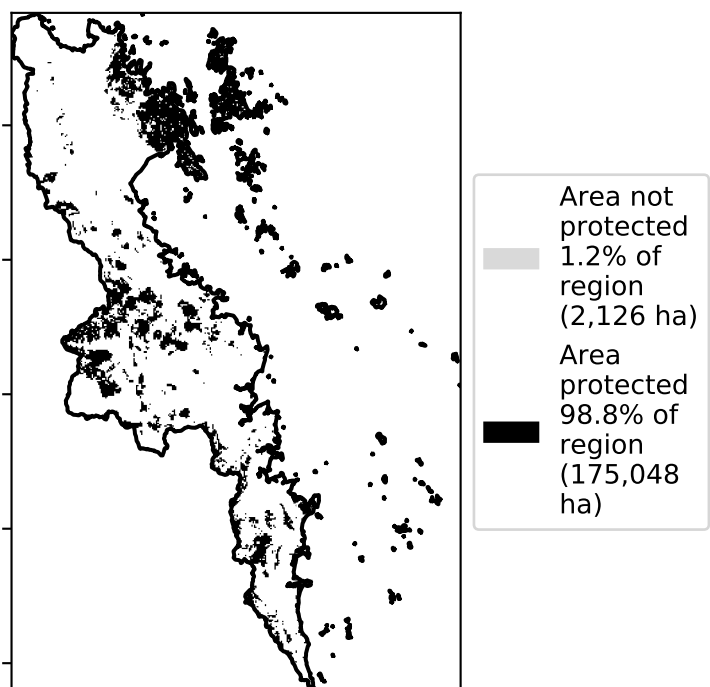 Area not
protected
1.2% of
region
(2,126 ha)
Area
protected
98.8% of
region
(175,048
ha)